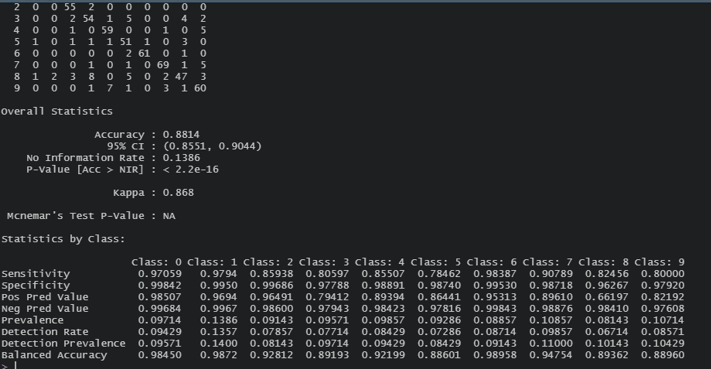 2 0 0 55 2 0 0 0 0 0 0
3 0 0 2 54 1 5 0 0 4 2
4 0 0 1 0 59 0 0 1 0 5
5 1 0 1 1 1 51 1 0 3 0
6 0 0 0 0 0 2 61 0 1 0
7 0 0 0 1 0 1 0 69 1 5
8 1 2 3 8 0 5 0 2 47 3
9 0 0 0 1 7 1 0 3 1 60
Overall Statistics
Accuracy : 0.8814
95% CI : (0.8551, 0.9044)
No Information Rate : 0.1386
P-Value [Acc > NIR] : < 2.2e-16
Kappa : 0.868
Mcnemar's Test P-Value : NA
Statistics by Class:
Class: 0 Class: 1 Class: 2 Class: 3 Class: 4 Class: 5 Class: 6 Class: 7 Class: 8 Class: 9
Sensitivity 0.97059 0.9794 0.85938 0.80597 0.85507 0.78462 0.98387 0.90789 0.82456 0.80000
Specificity 0.99842 0.9950 0.99686 0.97788 0.98891 0.98740 0.99530 0.98718 0.96267 0.97920
Pos Pred Value 0.98507 0.9694 0.96491 0.79412 0.89394 0.86441 0.95313 0.89610 0.66197 0.82192
Neg Pred Value 0.99684 0.9967 0.98600 0.97943 0.98423 0.97816 0.99843 0.98876 0.98410 0.97608
Prevalence 0.09714 0.1386 0.09143 0.09571 0.09857 0.09286 0.08857 0.10857 0.08143 0.10714
Detection Rate 0.09429 0.1357 0.07857 0.07714 0.08429 0.07286 0.08714 0.09857 0.06714 0.08571
Detection Prevalence 0.09571 0.1400 0.08143 0.09714 0.09429 0.08429 0.09143 0.11000 0.10143 0.10429
Balanced Accuracy 0.98450 0.9872 0.92812 0.89193 0.92199 0.88601 0.98958 0.94754 0.89362 0.88960
>